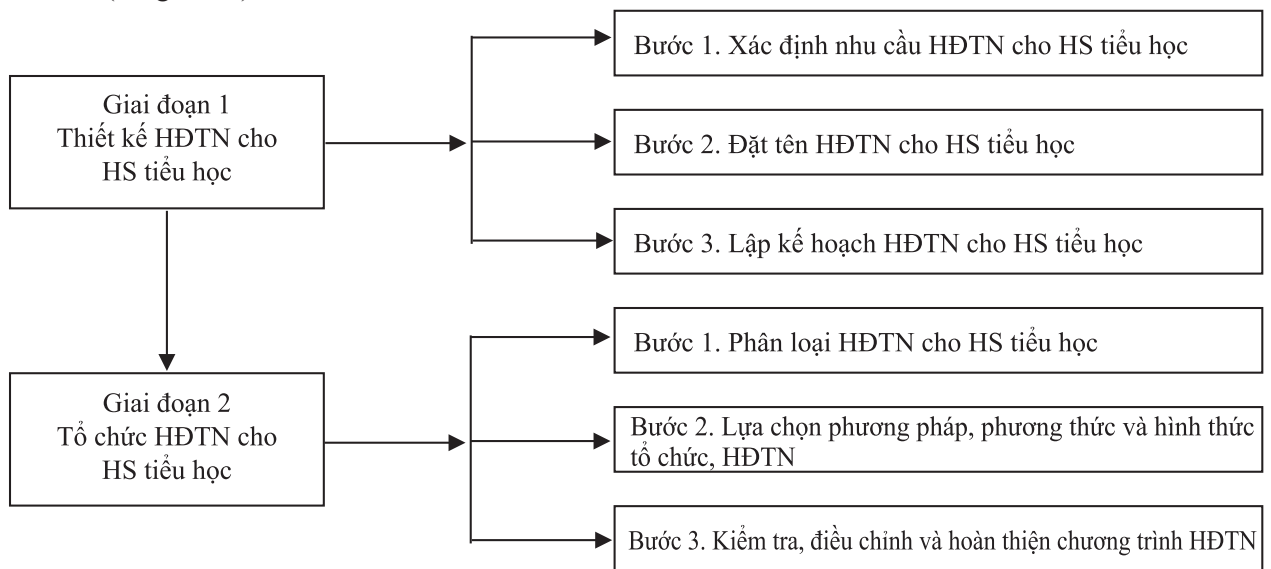 Giai đoạn 1
Thiết kế HĐTN cho
HS tiểu học
Bước 1. Xác định nhu cầu HĐTN cho HS tiểu học
Bước 2. Đặt tên HĐTN cho HS tiểu học
Bước 3. Lập kế hoạch HĐTN cho HS tiểu học
Giai đoạn 2
Tổ chức HĐTN cho
HS tiểu học
Bước 1. Phân loại HĐTN cho HS tiểu học
Bước 2. Lựa chọn phương pháp, phương thức và hình thức
tổ chức, HĐTN
Bước 3. Kiểm tra, điều chỉnh và hoàn thiện chương trình HĐTN